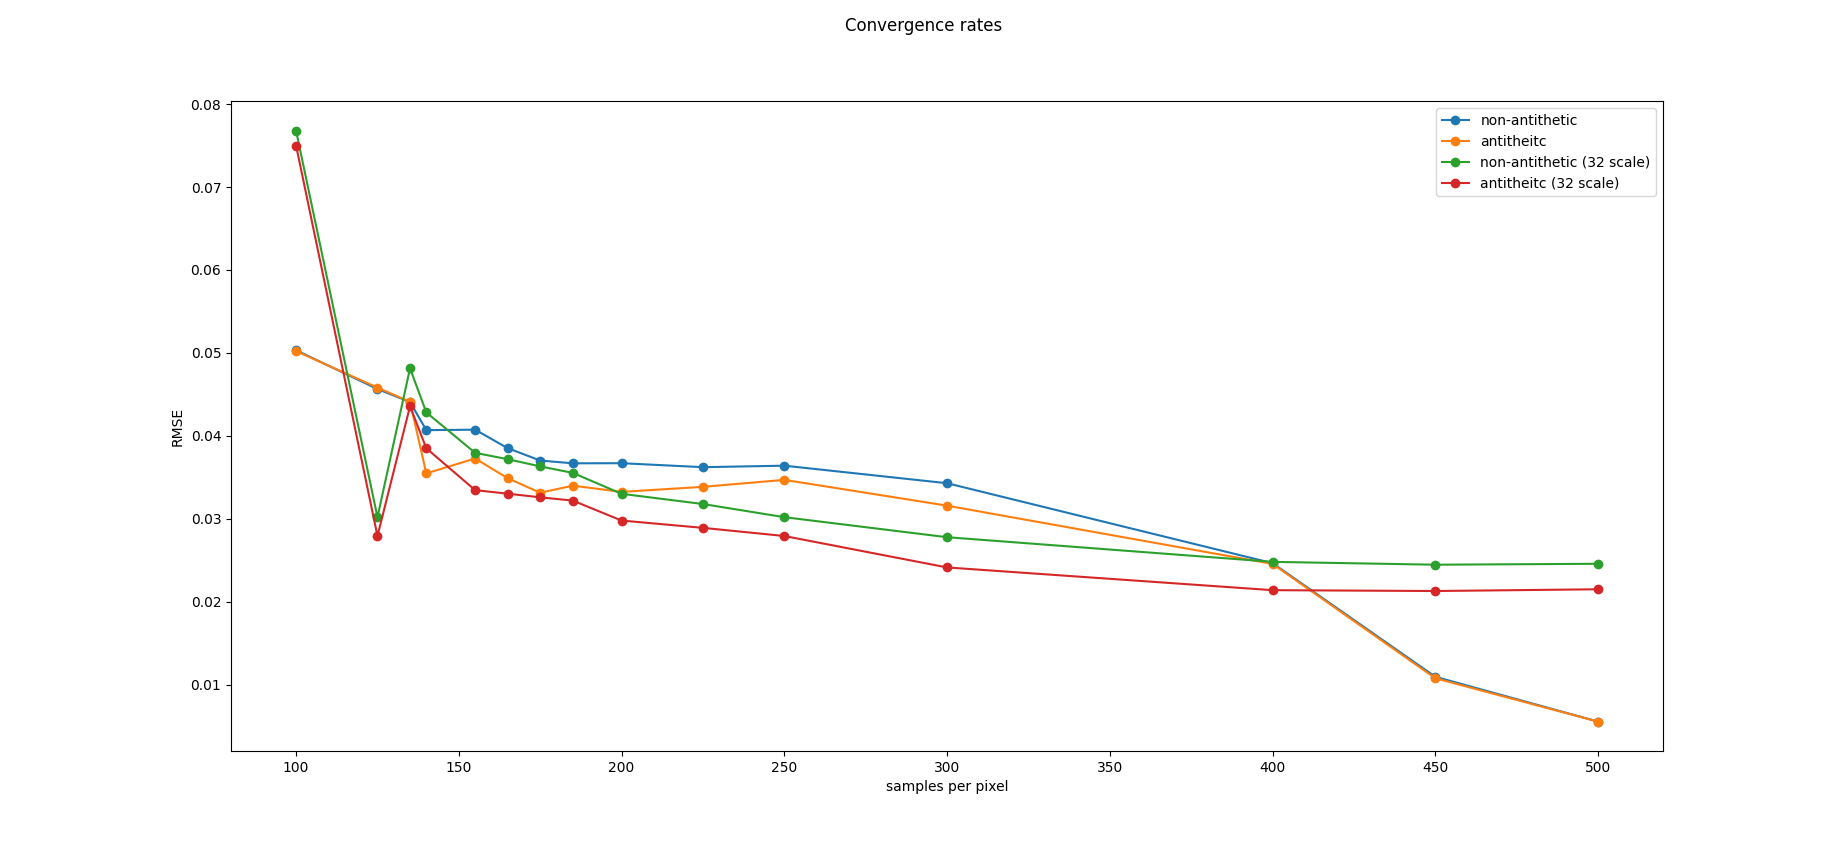 Convergence rates
0.08
0.07
0.06
0.05
0.04
0.03
0.02
0.01
RMSE
non-antithetic
antitheitc
non-antithetic (32 scale)
antitheitc (32 scale)
100 150 200 250 300 350 400 450 500
samples per pixel